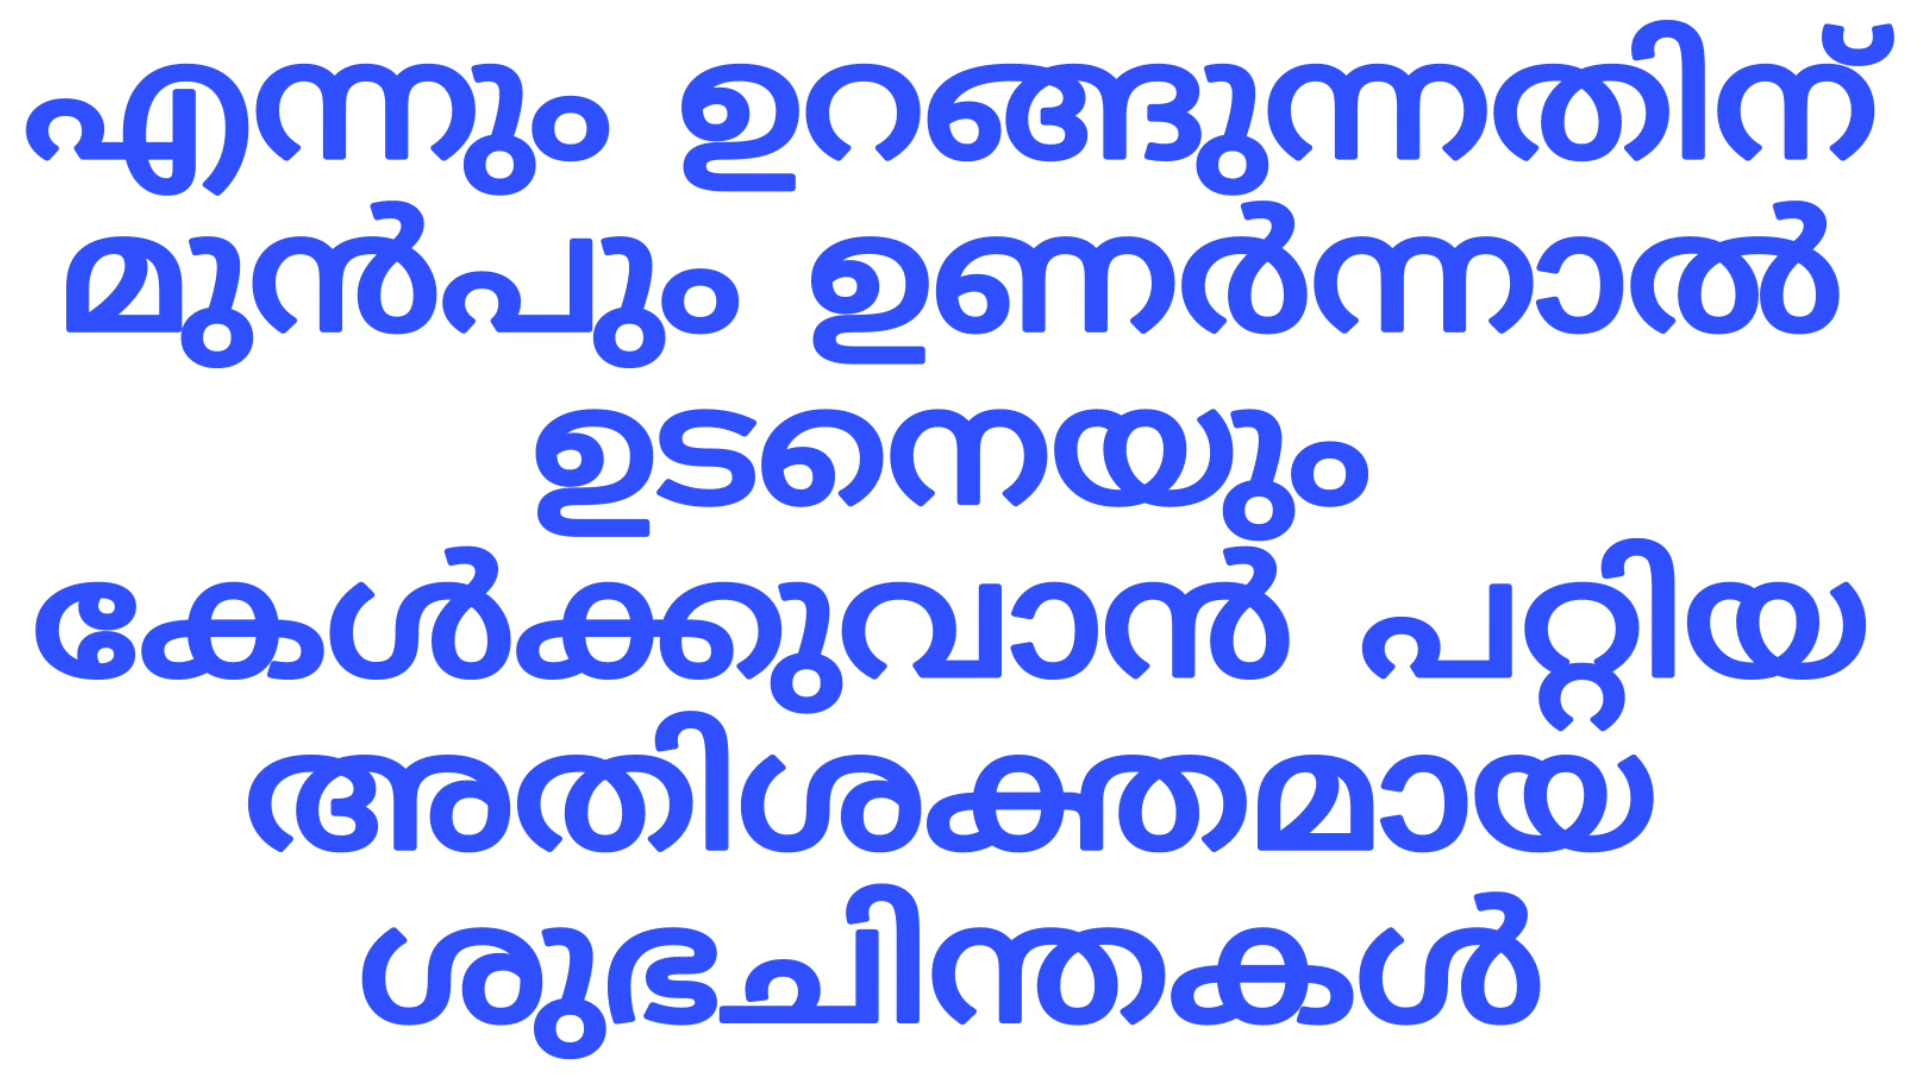 എന്നും ഉറങ്ങുന്നതിന്
മുൻപും ഉണർന്നാൽ
ഉടനെയും
കേൾക്കുവാൻ പറ്റിയ
അതിശക്തമായ
ശുഭചിന്തകൾ